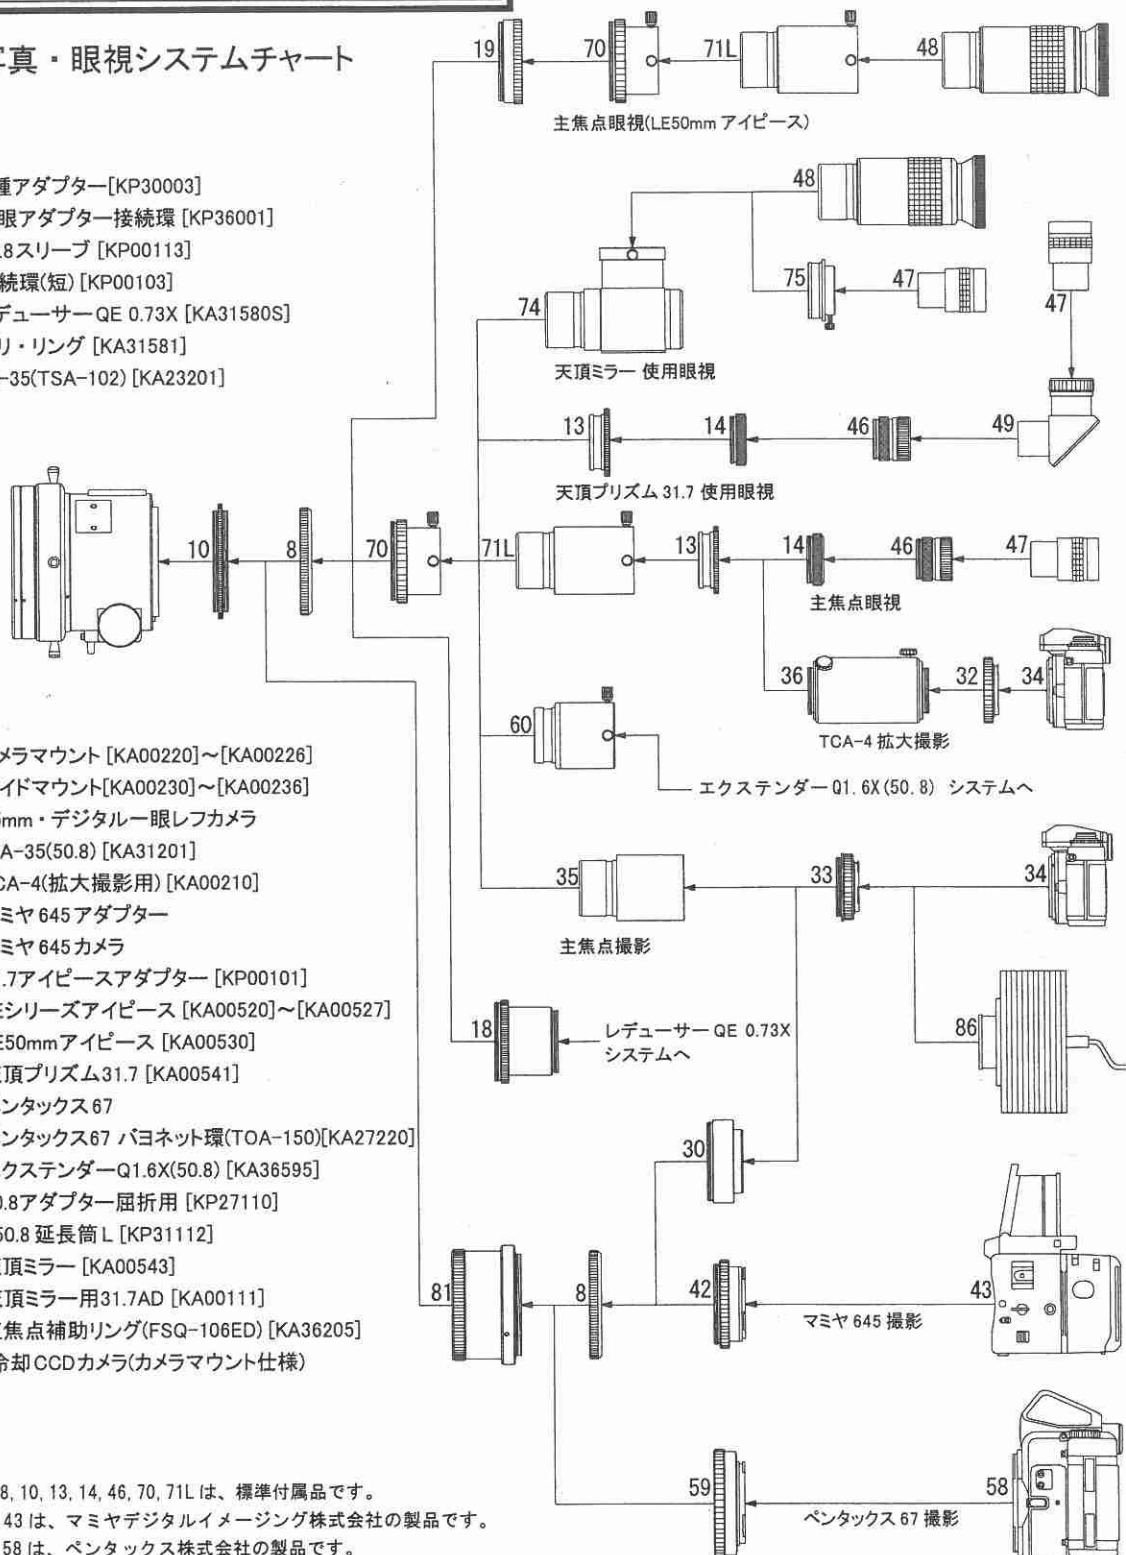 真・眼視システムチャート
19
70
71L
48
主焦点眼視(LE50mm アイピース)
種アダプター[KP30003]
眼アダプター接続環 [KP36001]
.8スリーブ [KP00113]
続環(短) [KP00103]
デューサー QE 0.73X [KA31580S]
リ・リング [KA31581]
-35(TSA-102) [KA23201]
48
75
47
47
74
天頂ミラー 使用眼視
13
14
46
49
天頂プリズム 31.7 使用眼視
10
8
70
71L
13
14
46
47
主焦点眼視
36
32
34
TCA-4 拡大撮影
60
エクステンダー Q1.6X(50.8) システムへ
メラマウント [KA00220]～[KA00226]
イドマウント[KA00230]～[KA00236]
mm・デジタル一眼レフカメラ
A-35(50.8) [KA31201]
CA-4(拡大撮影用) [KA00210]
ミヤ 645 アダプター
ミヤ 645 カメラ
.7アイピースアダプター [KP00101]
Eシリーズアイピース [KA00520]～[KA00527]
E50mmアイピース [KA00530]
頂プリズム31.7 [KA00541]
ンタックス 67
ンタックス67 バヨネット環(TOA-150)[KA27220]
クステンダーQ1.6X(50.8) [KA36595]
0.8アダプター屈折用 [KP27110]
50.8 延長筒 L [KP31112]
頂ミラー [KA00543]
頂ミラー用31.7AD [KA00111]
焦点補助リング(FSQ-106ED) [KA36205]
冷却 CCDカメラ(カメラマウント仕様)
35
33
34
主焦点撮影
18
レデューサー QE 0.73X
システムへ
86
30
81
8
42
43
マミヤ 645 撮影
59
58
ペンタックス 67 撮影
8, 10, 13, 14, 46, 70, 71L は、標準付属品です。
43 は、マミヤデジタルイメージング株式会社の製品です。
58 は、ペンタックス株式会社の製品です。